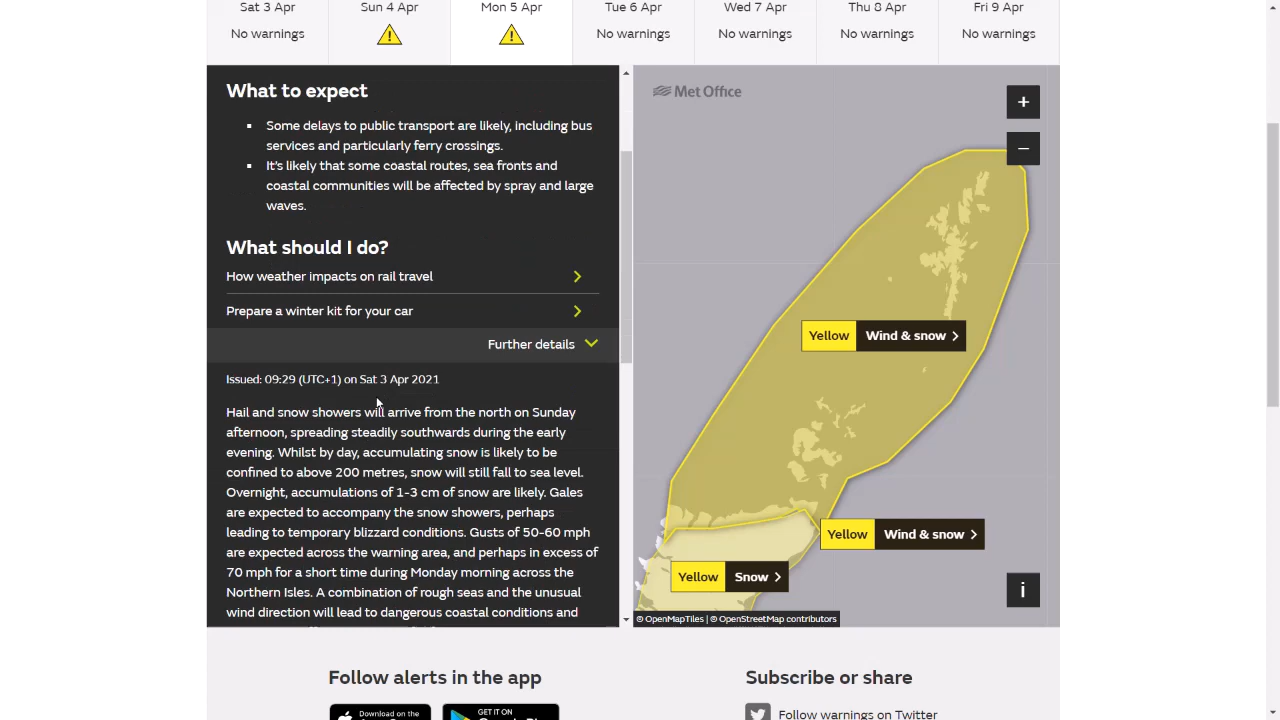 Sat 3 Apr
Sun 4 Apr
Mon 5 Apr
Tue 6 Apr
Wed 7 Apr
Thu 8 Apr
Fri 9 Apr
No warnings
No warnings
No warnings
No warnings
No warnings
What to expect
Some delays to public transport are likely, including bus
services and particularly ferry crossings.
It's likely that some coastal routes, sea fronts and
coastal communities will be affected by spray and large
waves.
What should I do?
How weather impacts on rail travel
Prepare a winter kit for your car
Further details
Issued: 09:29 (UTC+1) on Sat 3 Apr 2021
Hail and snow showers will arrive from the north on Sunday
afternoon, spreading steadily southwards during the early
evening. Whilst by day, accumulating snow is likely to be
confined to above 200 metres, snow will still fall to sea level.
Overnight, accumulations of 1-3 cm of snow are likely. Gales
are expected to accompany the snow showers, perhaps
leading to temporary blizzard conditions. Gusts of 50-60 mph
are expected across the warning area, and perhaps in excess of
70 mph for a short time during Monday morning across the
Northern Isles. A combination of rough seas and the unusual
wind direction will lead to dangerous coastal conditions and
Met Office
+
−
Yellow Wind & snow
Yellow Wind & snow
Yellow Snow
i
© OpenMapTiles | © OpenStreetMap contributors
Follow alerts in the app
Download on the
GET IT ON
Subscribe or share
Follow warnings on Twitter